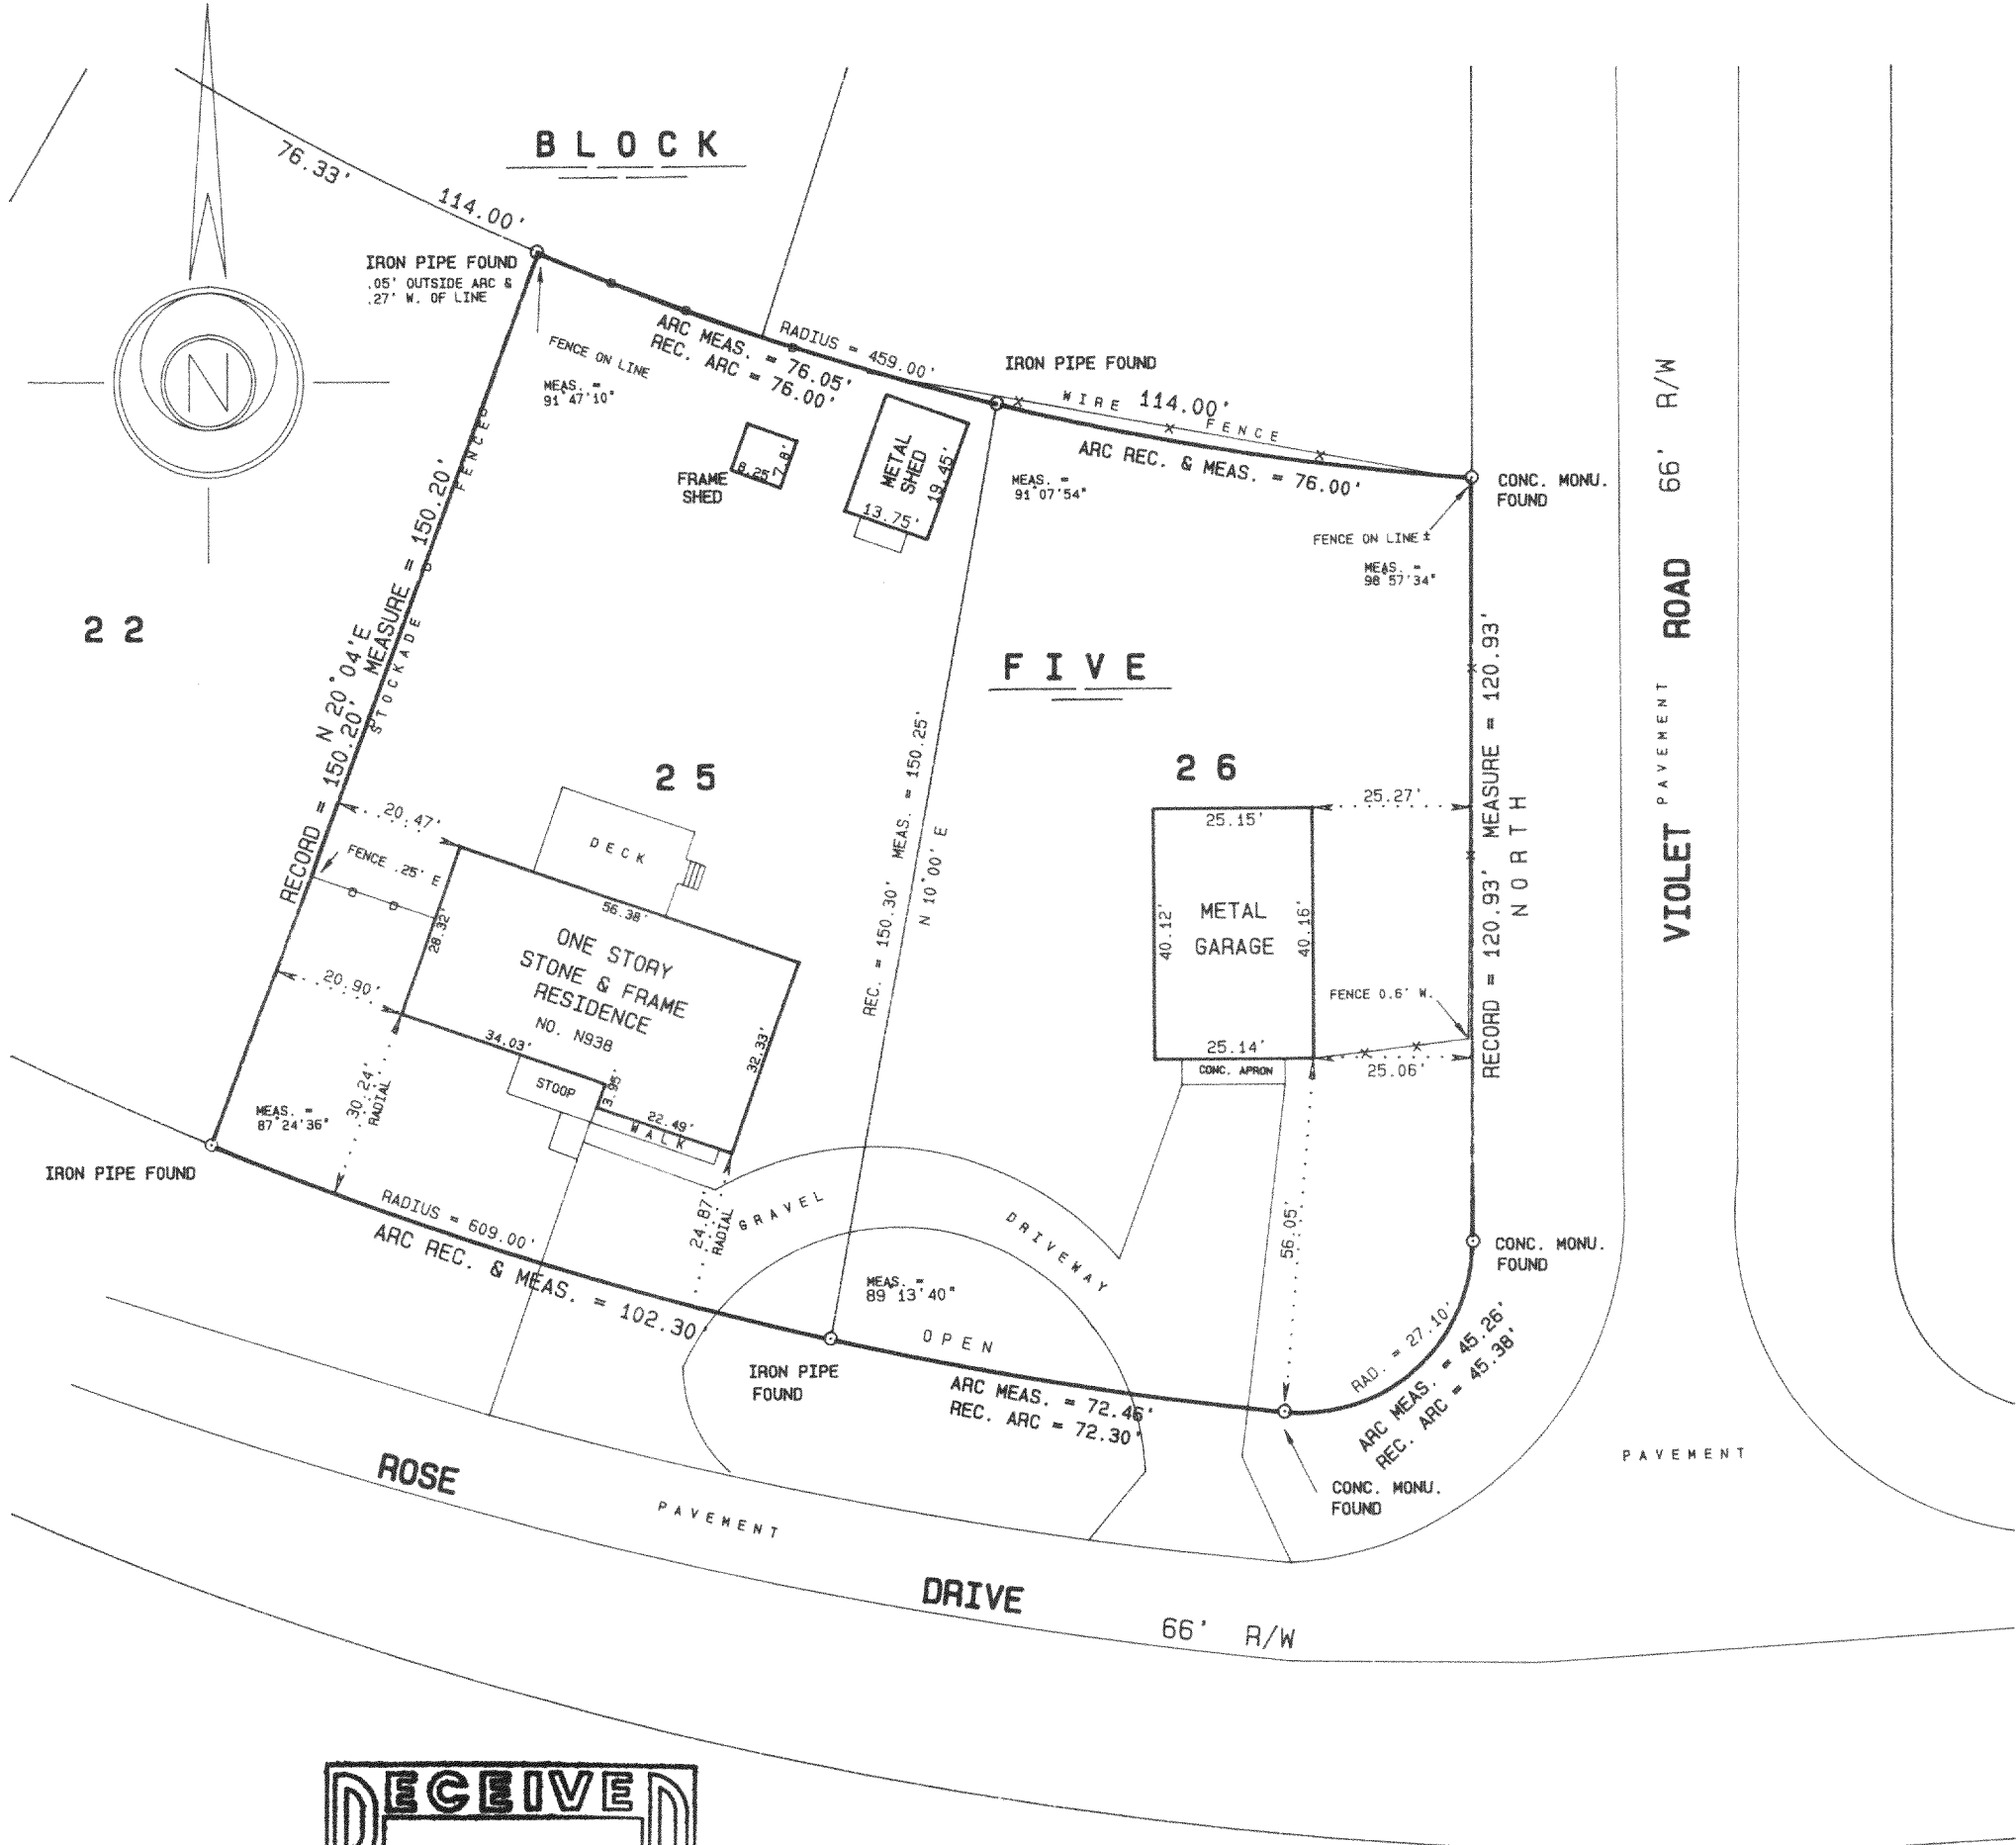 BLOCK
76.33'
114.00'
IRON PIPE FOUND
.05' OUTSIDE ARC &
.27' W. OF LINE
N
FENCE ON LINE
MEAS. =
91°47'10"
ARC MEAS. = 76.05'
REC. ARC = 76.00'
RADIUS = 459.00'
IRON PIPE FOUND
WIRE FENCE
114.00'
ARC REC. & MEAS. = 76.00'
CONC. MONU.
FOUND
FENCE ON LINE ±
MEAS. =
98°57'34"
MEAS. =
91°07'54"
FRAME
SHED
8.25'
7.8'
METAL
SHED
19.45'
13.75'
22
RECORD = 150.20' MEASURE = 150.20'
N 20°04'E
STOCKADE FENCE
FIVE
25
26
REC. = 150.30' MEAS. = 150.25'
N 10°00' E
20.47'
FENCE .25' E
28.32'
DECK
56.38'
ONE STORY
STONE & FRAME
RESIDENCE
NO. N938
20.90'
34.03'
STOOP
3.95'
22.49'
WALK
32.33'
30.24'
RADIAL
24.87'
RADIAL
25.15'
25.27'
40.12'
METAL
GARAGE
40.16'
25.14'
CONC. APRON
FENCE 0.6' W.
25.06'
56.05'
RECORD = 120.93' MEASURE = 120.93'
NORTH
VIOLET ROAD 66' R/W
PAVEMENT
MEAS. =
87°24'36"
IRON PIPE FOUND
RADIUS = 609.00'
ARC REC. & MEAS. = 102.30'
GRAVEL DRIVEWAY
MEAS. =
89°13'40"
OPEN
IRON PIPE
FOUND
ARC MEAS. = 72.46'
REC. ARC = 72.30'
CONC. MONU.
FOUND
RAD. = 27.10'
ARC MEAS. = 45.26'
REC. ARC = 45.38'
CONC. MONU.
FOUND
PAVEMENT
ROSE DRIVE 66' R/W
PAVEMENT
DECEIVED